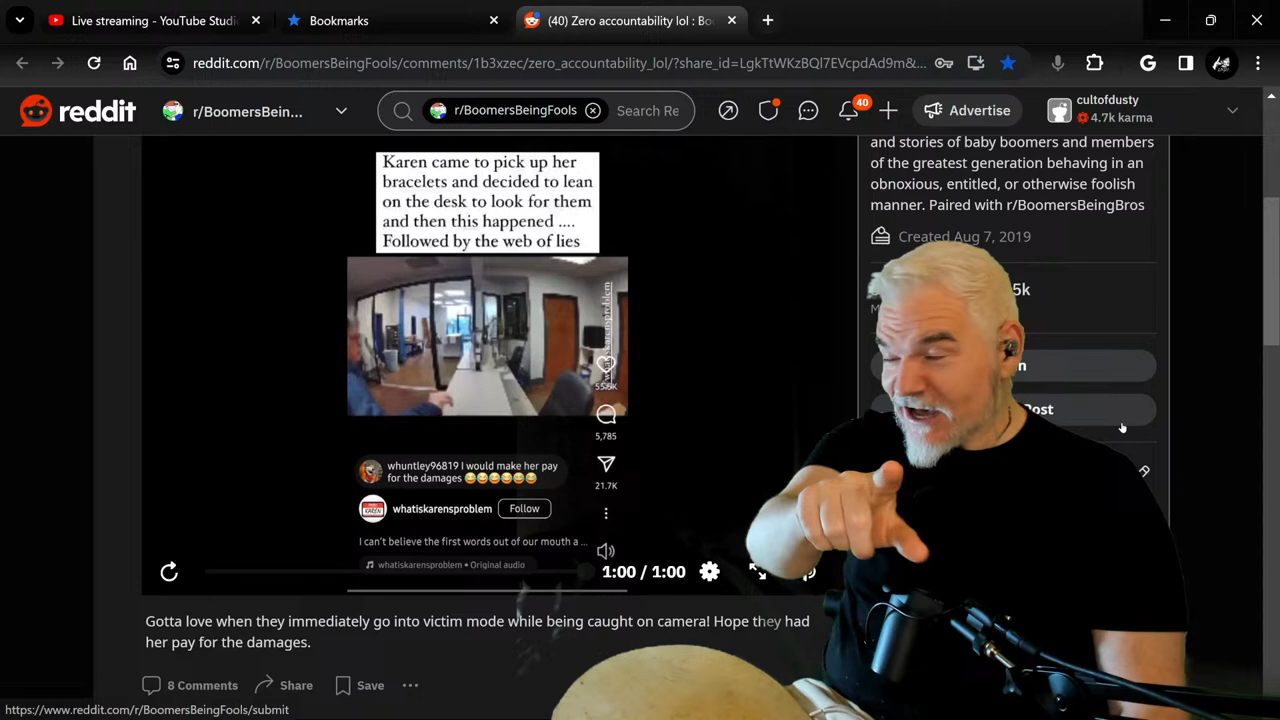 Live streaming - YouTube Studi
Bookmarks
(40) Zero accountability lol : Bo
reddit.com/r/BoomersBeingFools/comments/1b3xzec/zero_accountability_lol/?share_id=LgkTtWKzBQl7EVcpdAd9m&...
reddit
r/BoomersBein...
r/BoomersBeingFools
Search Re
40
Advertise
cultofdusty
4.7k karma
Karen came to pick up her
bracelets and decided to lean
on the desk to look for them
and then this happened ....
Followed by the web of lies
whatiskarensproblem
55.5K
5,785
21.7K
whuntley96819 I would make her pay
for the damages 😂😂😂😂😂😂
KAREN
whatiskarensproblem
Follow
I can't believe the first words out of our mouth a ...
whatiskarensproblem • Original audio
1:00 / 1:00
Gotta love when they immediately go into victim mode while being caught on camera! Hope they had
her pay for the damages.
8 Comments
Share
Save
and stories of baby boomers and members
of the greatest generation behaving in an
obnoxious, entitled, or otherwise foolish
manner. Paired with r/BoomersBeingBros
Created Aug 7, 2019
5k
n
Post
https://www.reddit.com/r/BoomersBeingFools/submit